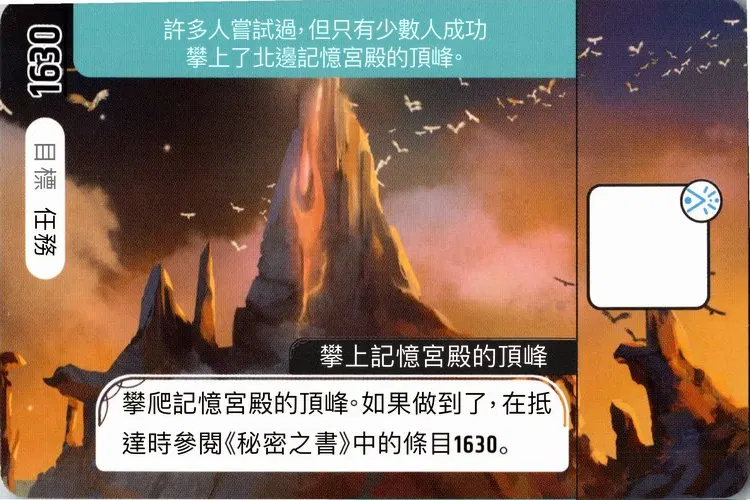 許多人嘗試過，但只有少數人成功
攀上了北邊記憶宮殿的頂峰。
1630
目標 任務
攀上記憶宮殿的頂峰
攀爬記憶宮殿的頂峰。如果做到了，在抵
達時參閱《秘密之書》中的條目1630。